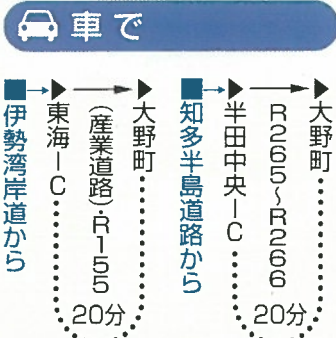 車で
知多半島道路から
半田中央IC
R265~R266
大野町
20分
伊勢湾岸道から
東海IC
(産業道路)・R155
大野町
20分